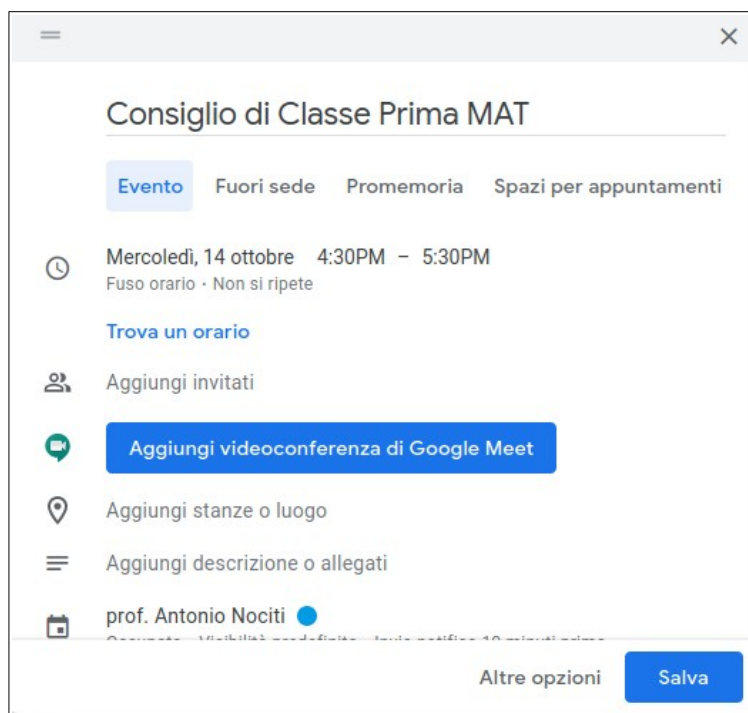 Consiglio di Classe Prima MAT
Evento Fuori sede Promemoria Spazi per appuntamenti
Mercoledì, 14 ottobre 4:30PM – 5:30PM
Fuso orario · Non si ripete
Trova un orario
Aggiungi invitati
Aggiungi videoconferenza di Google Meet
Aggiungi stanze o luogo
Aggiungi descrizione o allegati
prof. Antonio Nociti
Altre opzioni Salva